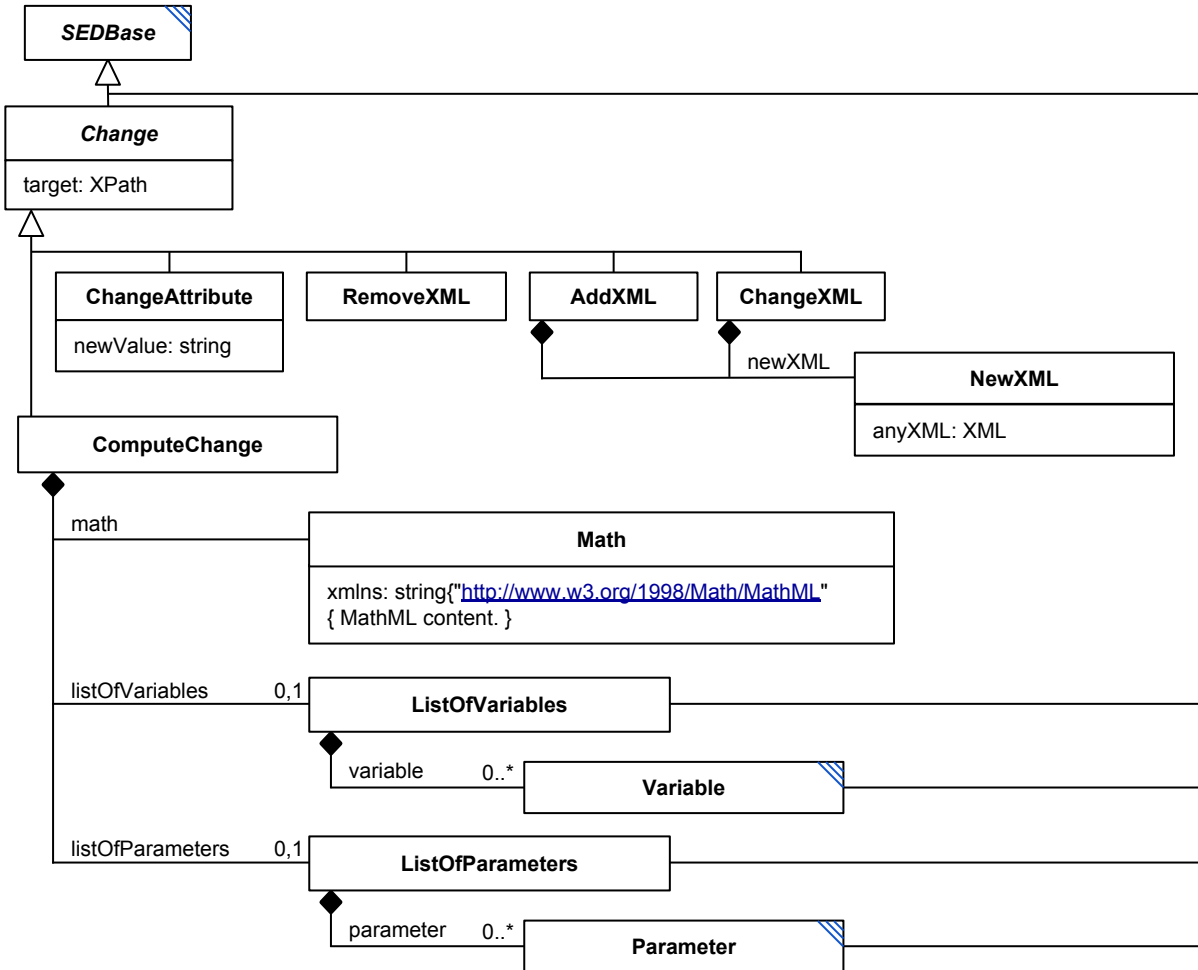 SEDBase
Change
target: XPath
ChangeAttribute
newValue: string
RemoveXML
AddXML
ChangeXML
newXML
NewXML
anyXML: XML
ComputeChange
math
Math
xmlns: string{"http://www.w3.org/1998/Math/MathML"
{ MathML content. }
listOfVariables 0,1
ListOfVariables
variable 0..*
Variable
listOfParameters 0,1
ListOfParameters
parameter 0..*
Parameter